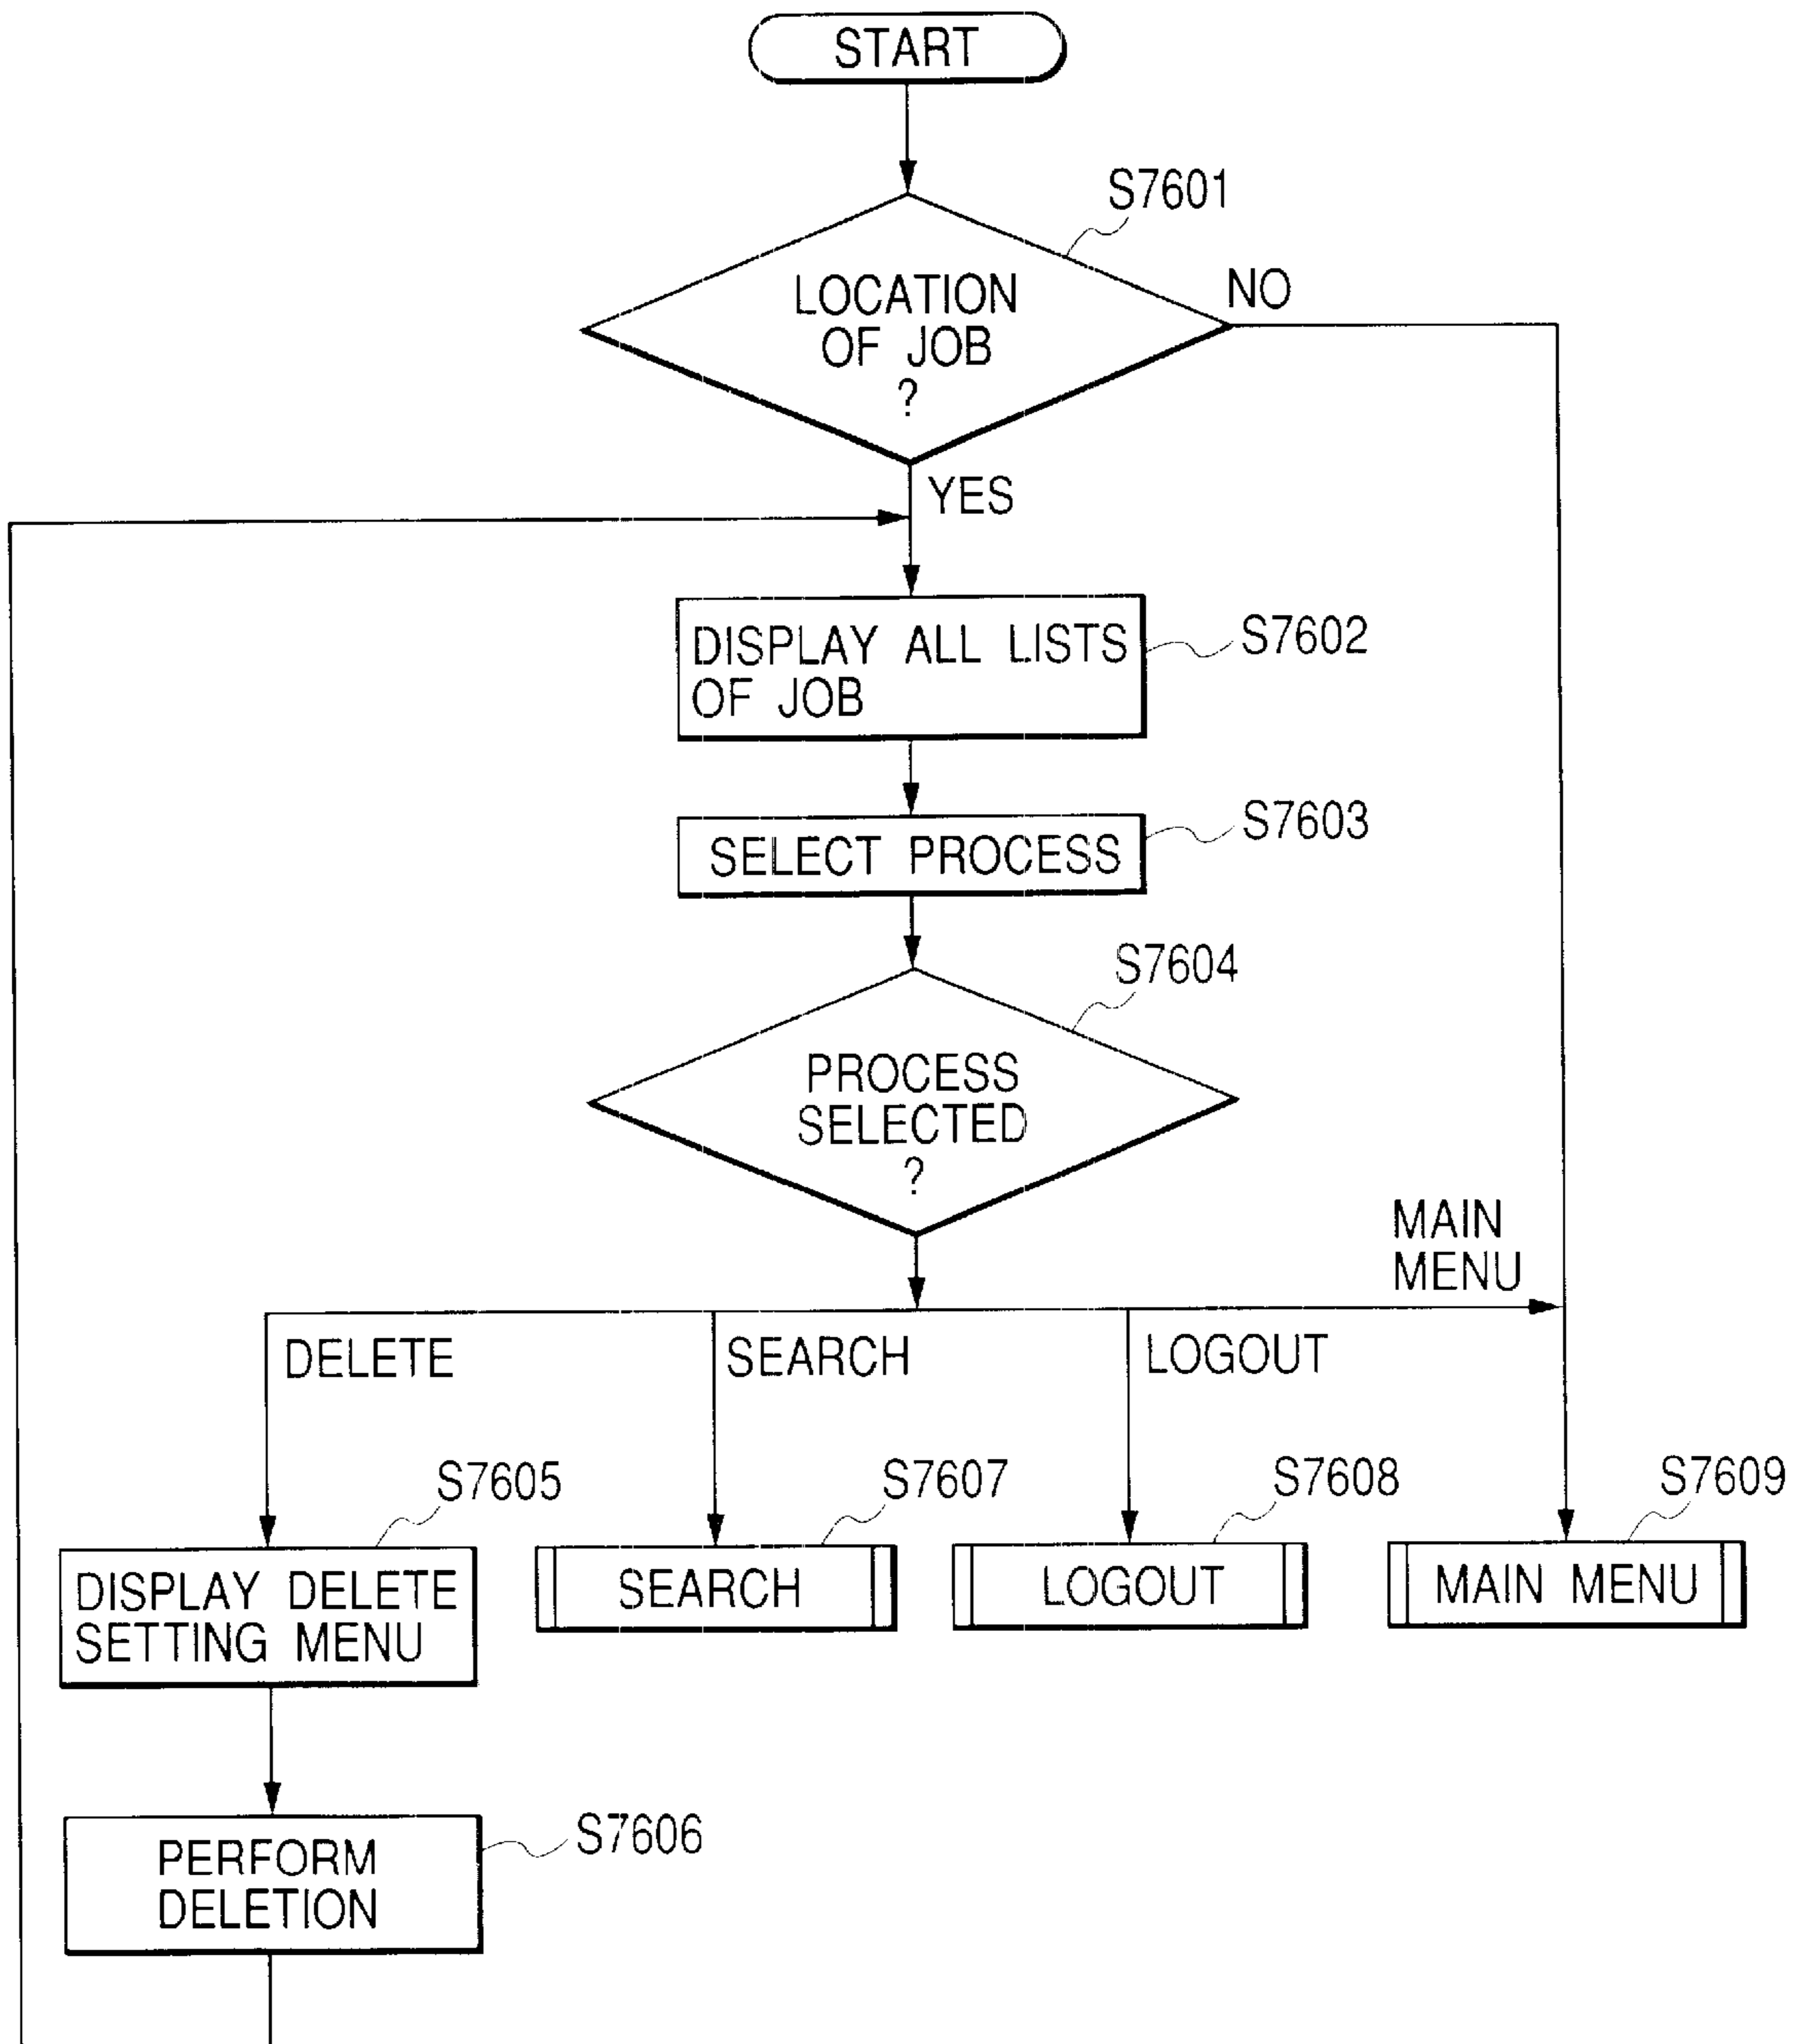 START
S7601
LOCATION
OF JOB
?
NO
YES
DISPLAY ALL LISTS
OF JOB
S7602
SELECT PROCESS
S7603
S7604
PROCESS
SELECTED
?
MAIN
MENU
DELETE
SEARCH
LOGOUT
S7605
S7607
S7608
S7609
DISPLAY DELETE
SETTING MENU
SEARCH
LOGOUT
MAIN MENU
PERFORM
DELETION
S7606